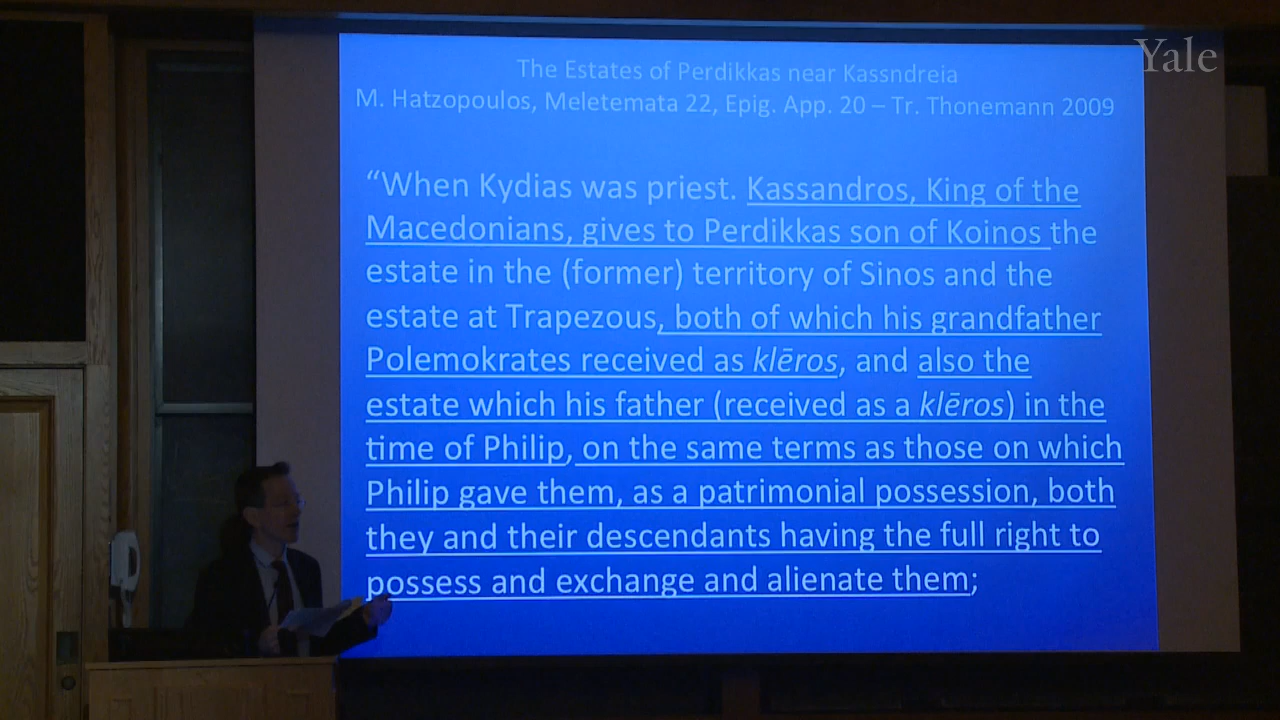 Yale
The Estates of Perdikkas near Kassndreia
M. Hatzopoulos, Meletemata 22, Epig. App. 20 – Tr. Thonemann 2009
“When Kydias was priest. Kassandros, King of the
Macedonians, gives to Perdikkas son of Koinos the
estate in the (former) territory of Sinos and the
estate at Trapezous, both of which his grandfather
Polemokrates received as klēros, and also the
estate which his father (received as a klēros) in the
time of Philip, on the same terms as those on which
Philip gave them, as a patrimonial possession, both
they and their descendants having the full right to
possess and exchange and alienate them;